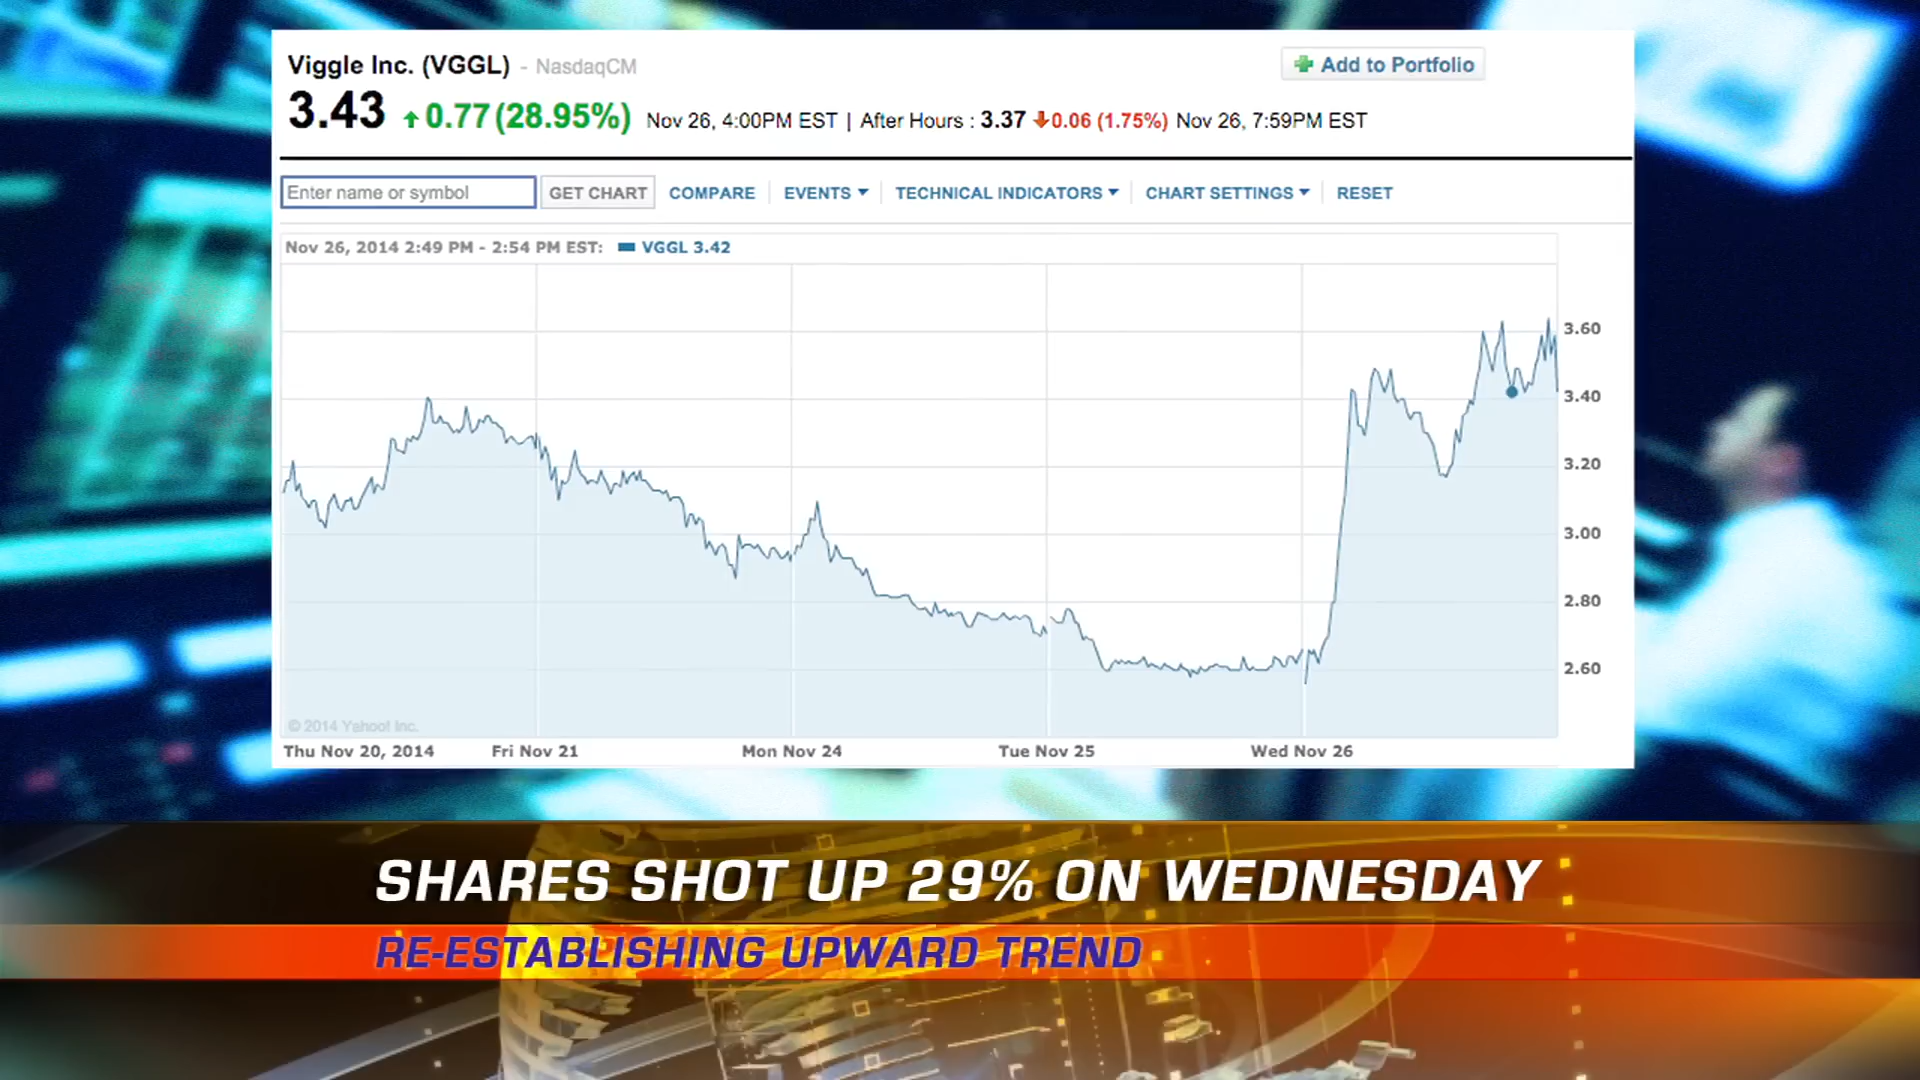 Viggle Inc. (VGGL) - NasdaqCM
Add to Portfolio
3.43 0.77(28.95%) Nov 26, 4:00PM EST | After Hours : 3.37 0.06 (1.75%) Nov 26, 7:59PM EST
Enter name or symbol GET CHART COMPARE EVENTS TECHNICAL INDICATORS CHART SETTINGS RESET
Nov 26, 2014 2:49 PM - 2:54 PM EST: VGGL 3.42
3.60
3.40
3.20
3.00
2.80
2.60
© 2014 Yahoo! Inc.
Thu Nov 20, 2014 Fri Nov 21 Mon Nov 24 Tue Nov 25 Wed Nov 26
SHARES SHOT UP 29% ON WEDNESDAY
RE-ESTABLISHING UPWARD TREND